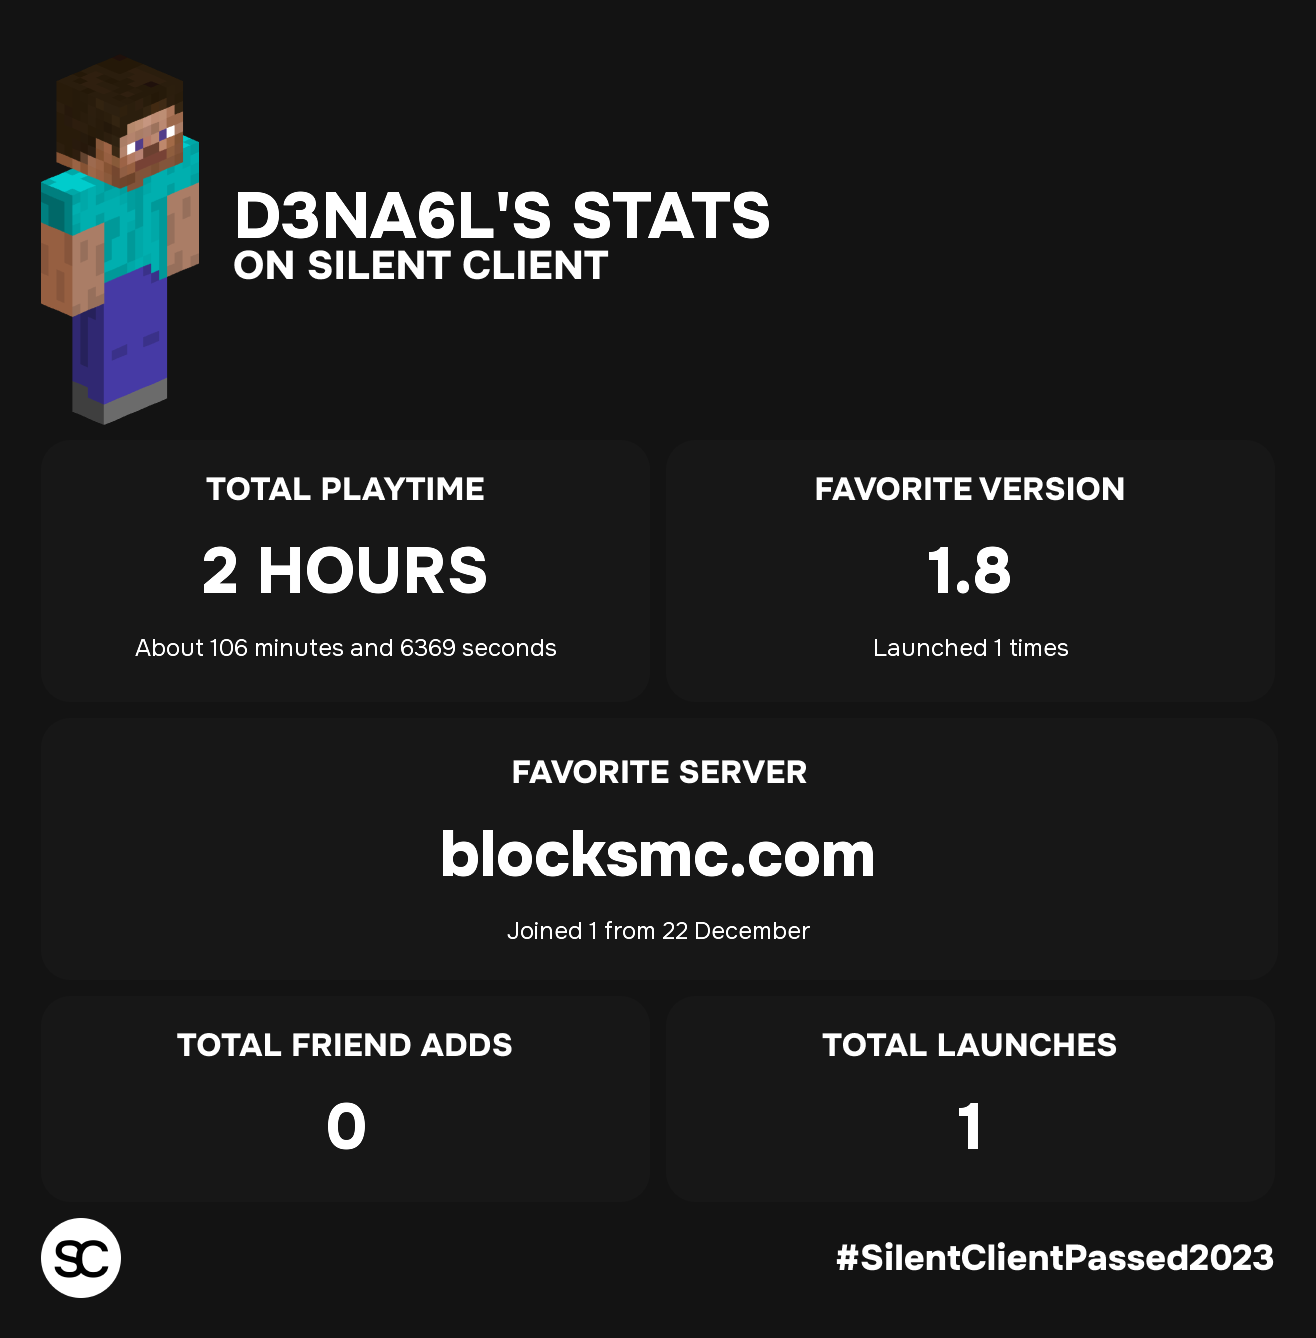 D3NA6L'S STATS
ON SILENT CLIENT
TOTAL PLAYTIME
2 HOURS
About 106 minutes and 6369 seconds
FAVORITE VERSION
1.8
Launched 1 times
FAVORITE SERVER
blocksmc.com
Joined 1 from 22 December
TOTAL FRIEND ADDS
0
TOTAL LAUNCHES
1
SC
#SilentClientPassed2023